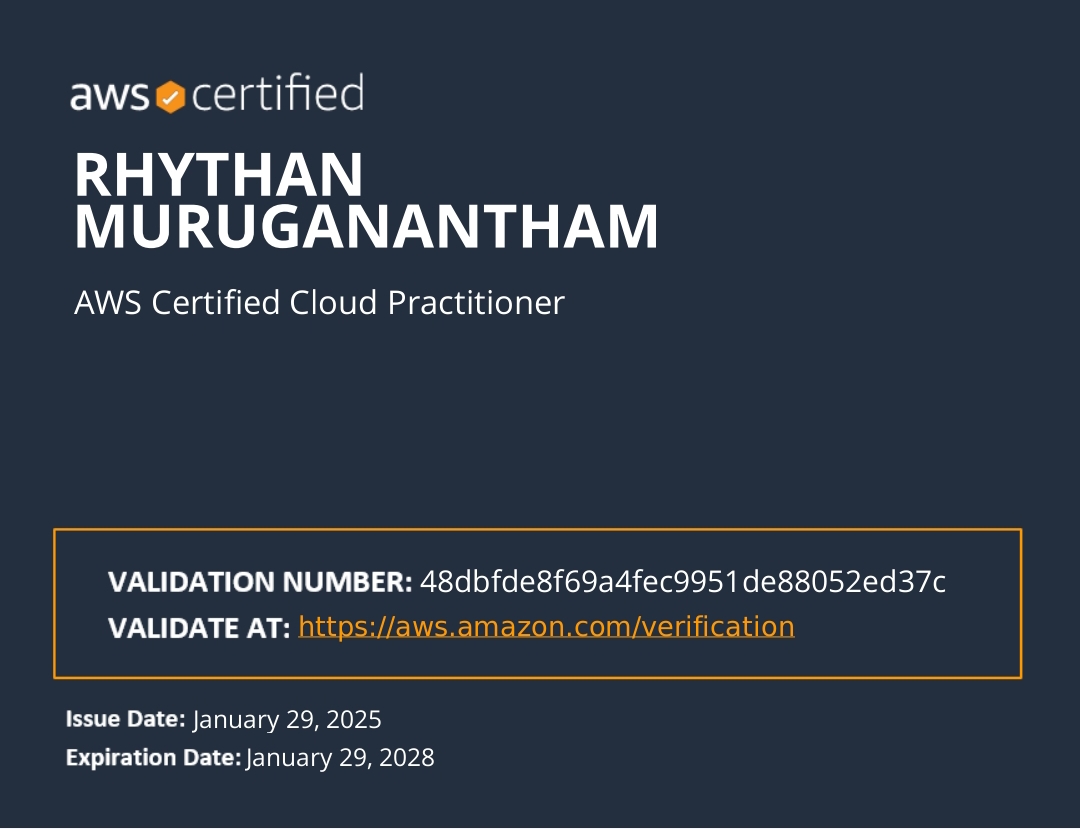 aws certified
RHYTHAN
MURUGANANTHAM
AWS Certified Cloud Practitioner
VALIDATION NUMBER: 48dbfde8f69a4fec9951de88052ed37c
VALIDATE AT: https://aws.amazon.com/verification
Issue Date: January 29, 2025
Expiration Date: January 29, 2028